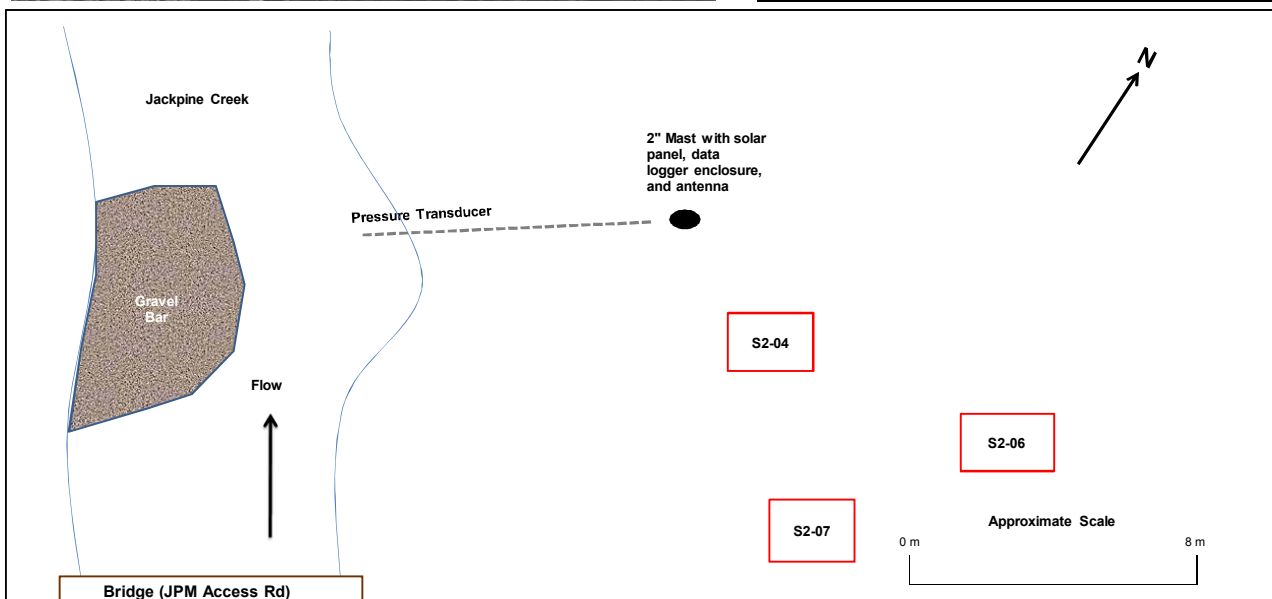 N
Jackpine Creek
2" Mast with solar
panel, data
logger enclosure,
and antenna
Pressure Transducer
Gravel
Bar
S2-04
Flow
S2-06
S2-07
Approximate Scale
0 m
8 m
Bridge (JPM Access Rd)